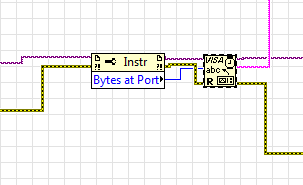 Instr
Bytes at Port
VISA
abc
R